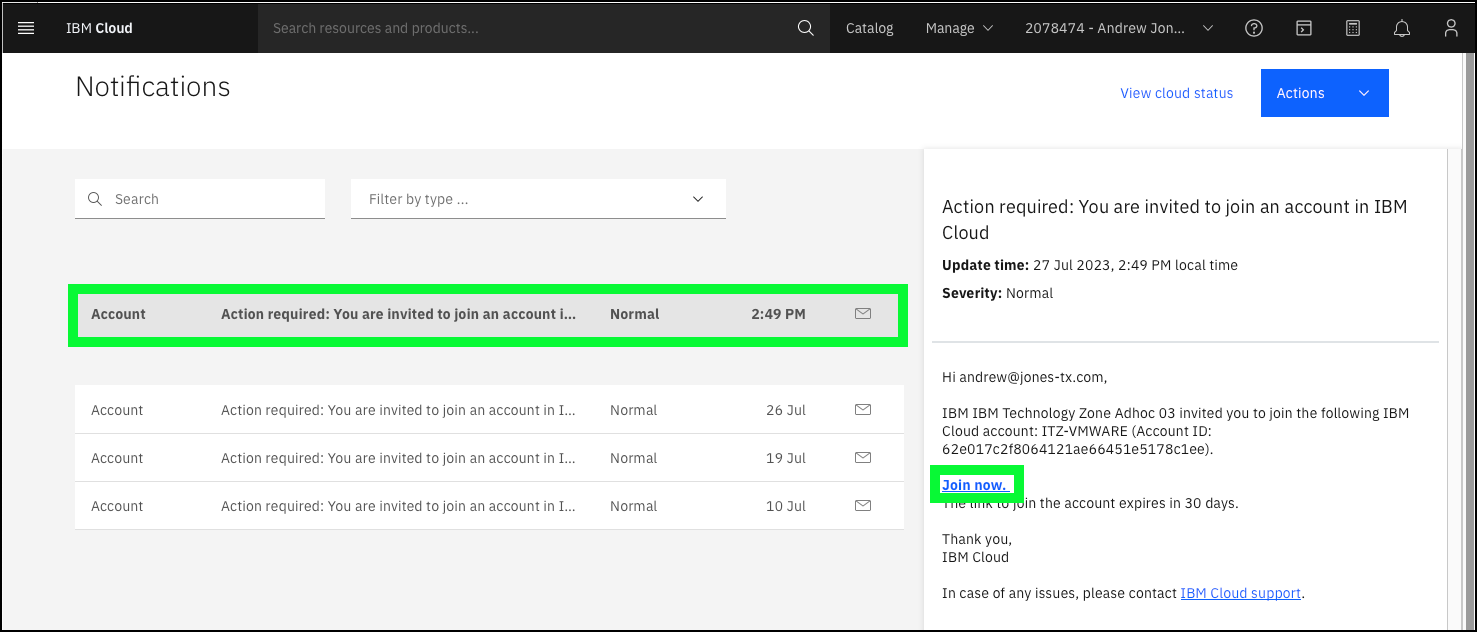 IBM Cloud
Search resources and products...
Catalog
Manage
2078474 - Andrew Jon...
Notifications
View cloud status
Actions
Search
Filter by type ...
Account Action required: You are invited to join an account i... Normal 2:49 PM
Account Action required: You are invited to join an account in I... Normal 26 Jul
Account Action required: You are invited to join an account in I... Normal 19 Jul
Account Action required: You are invited to join an account in I... Normal 10 Jul
Action required: You are invited to join an account in IBM
Cloud
Update time: 27 Jul 2023, 2:49 PM local time
Severity: Normal
Hi andrew@jones-tx.com,
IBM IBM Technology Zone Adhoc 03 invited you to join the following IBM
Cloud account: ITZ-VMWARE (Account ID:
62e017c2f8064121ae66451e5178c1ee).
Join now.
The link to join the account expires in 30 days.
Thank you,
IBM Cloud
In case of any issues, please contact IBM Cloud support.